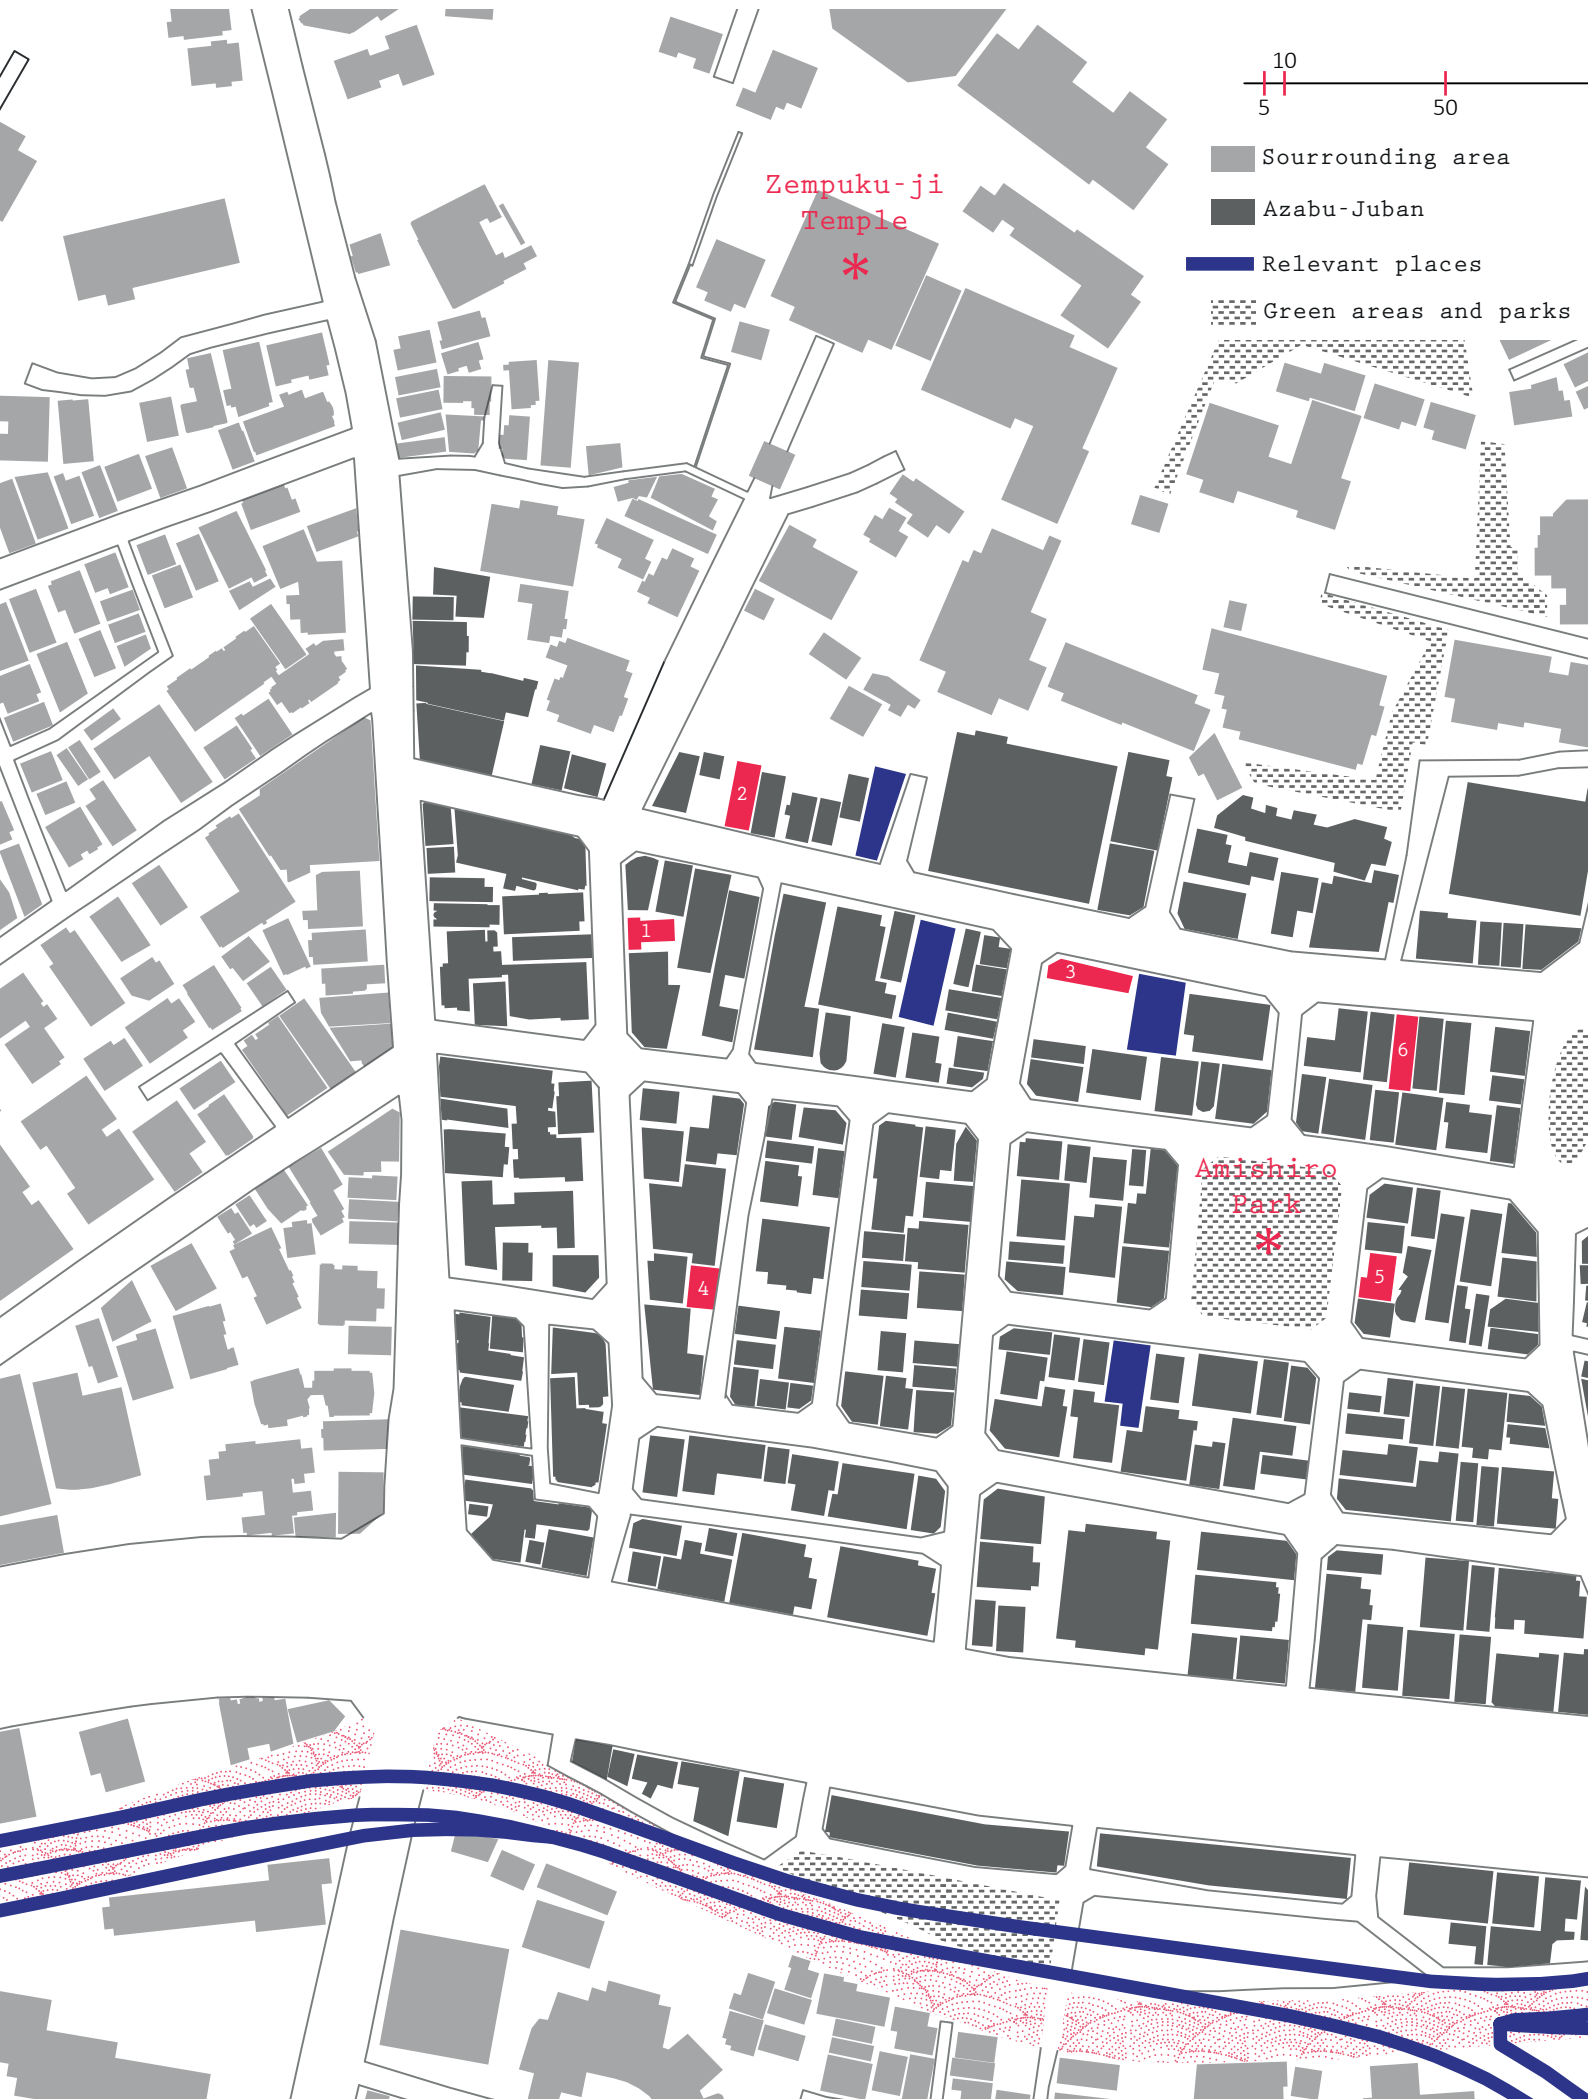 10
5
50
Sourrounding area
Azabu-Juban
Relevant places
Green areas and parks
Zempuku-ji
Temple
*
2
1
3
6
Amishiro
Park
*
5
4